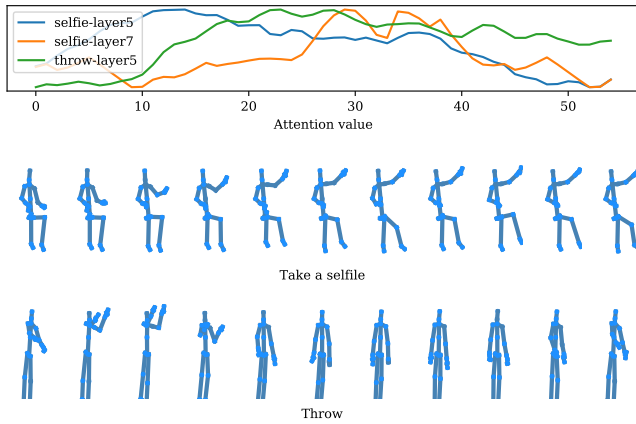 selfie-layer5
selfie-layer7
throw-layer5
0 10 20 30 40 50
Attention value
Take a selfile
Throw